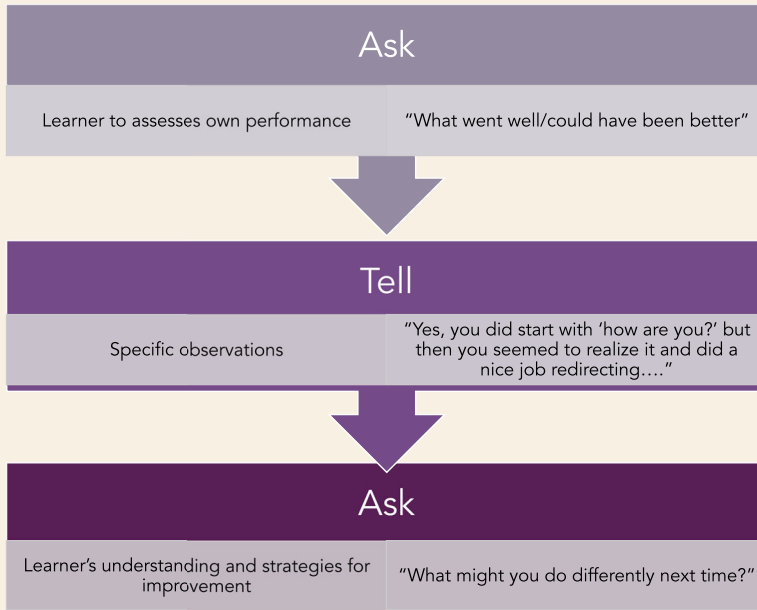 Ask
Learner to assesses own performance
“What went well/could have been better”
Tell
Specific observations
“Yes, you did start with ‘how are you?’ but
then you seemed to realize it and did a
nice job redirecting….”
Ask
Learner’s understanding and strategies for
improvement
“What might you do differently next time?”